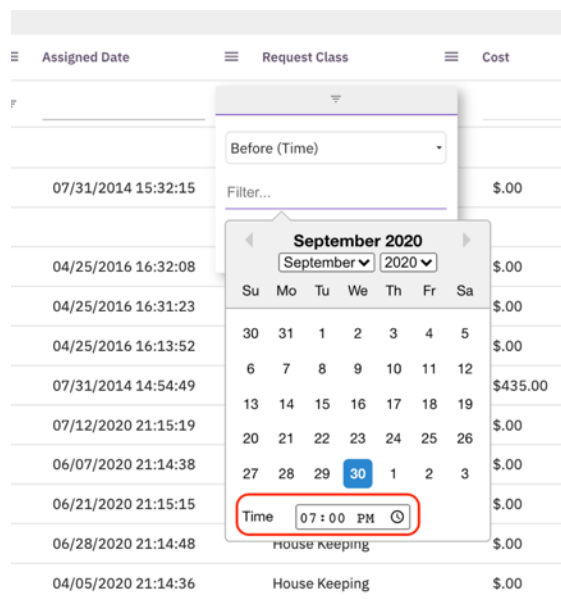 Assigned Date Request Class Cost
Before (Time)
07/31/2014 15:32:15 $.00
Filter...
September 2020
04/25/2016 16:32:08 September 2020 $.00
Su Mo Tu We Th Fr Sa
04/25/2016 16:31:23 $.00
30 31 1 2 3 4 5
04/25/2016 16:13:52 $.00
6 7 8 9 10 11 12
07/31/2014 14:54:49 $435.00
13 14 15 16 17 18 19
07/12/2020 21:15:19 $.00
20 21 22 23 24 25 26
06/07/2020 21:14:38 27 28 29 30 1 2 3 $.00
06/21/2020 21:15:15 Time 07:00 PM $.00
06/28/2020 21:14:48 House Keeping $.00
04/05/2020 21:14:36 House Keeping $.00